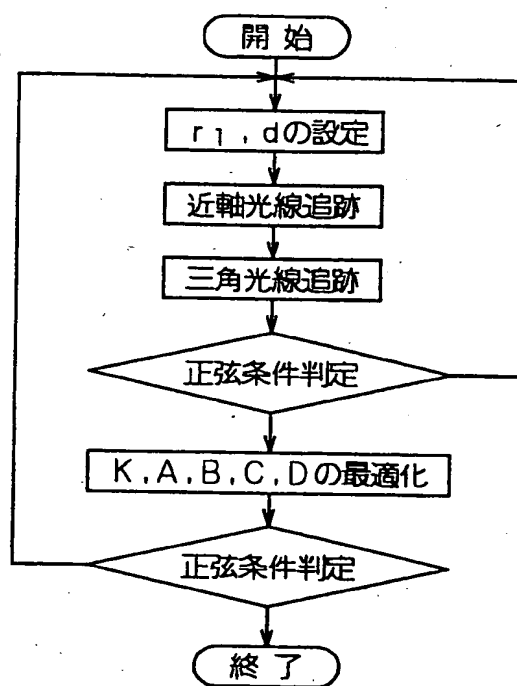 開始
r1,dの設定
近軸光線追跡
三角光線追跡
正弦条件判定
K,A,B,C,Dの最適化
正弦条件判定
終了